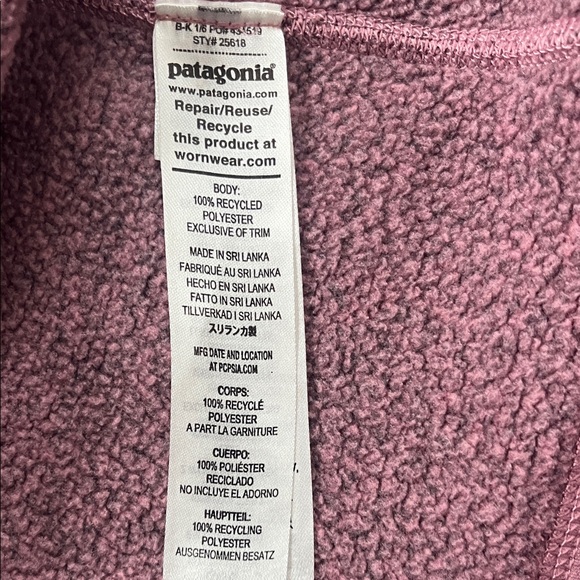 STY# 25618
patagonia®
www.patagonia.com
Repair/Reuse/
Recycle
this product at
wornwear.com
BODY:
100% RECYCLED
POLYESTER
EXCLUSIVE OF TRIM
MADE IN SRI LANKA
FABRIQUÉ AU SRI LANKA
HECHO EN SRI LANKA
FATTO IN SRI LANKA
TILLVERKAD I SRI LANKA
スリランカ製
MFG DATE AND LOCATION
AT PCPSIA.COM
CORPS:
100% RECYCLÉ
POLYESTER
A PART LA GARNITURE
CUERPO:
100% POLIÉSTER
RECICLADO
NO INCLUYE EL ADORNO
HAUPTTEIL:
100% RECYCLING
POLYESTER
AUSGENOMMEN BESATZ